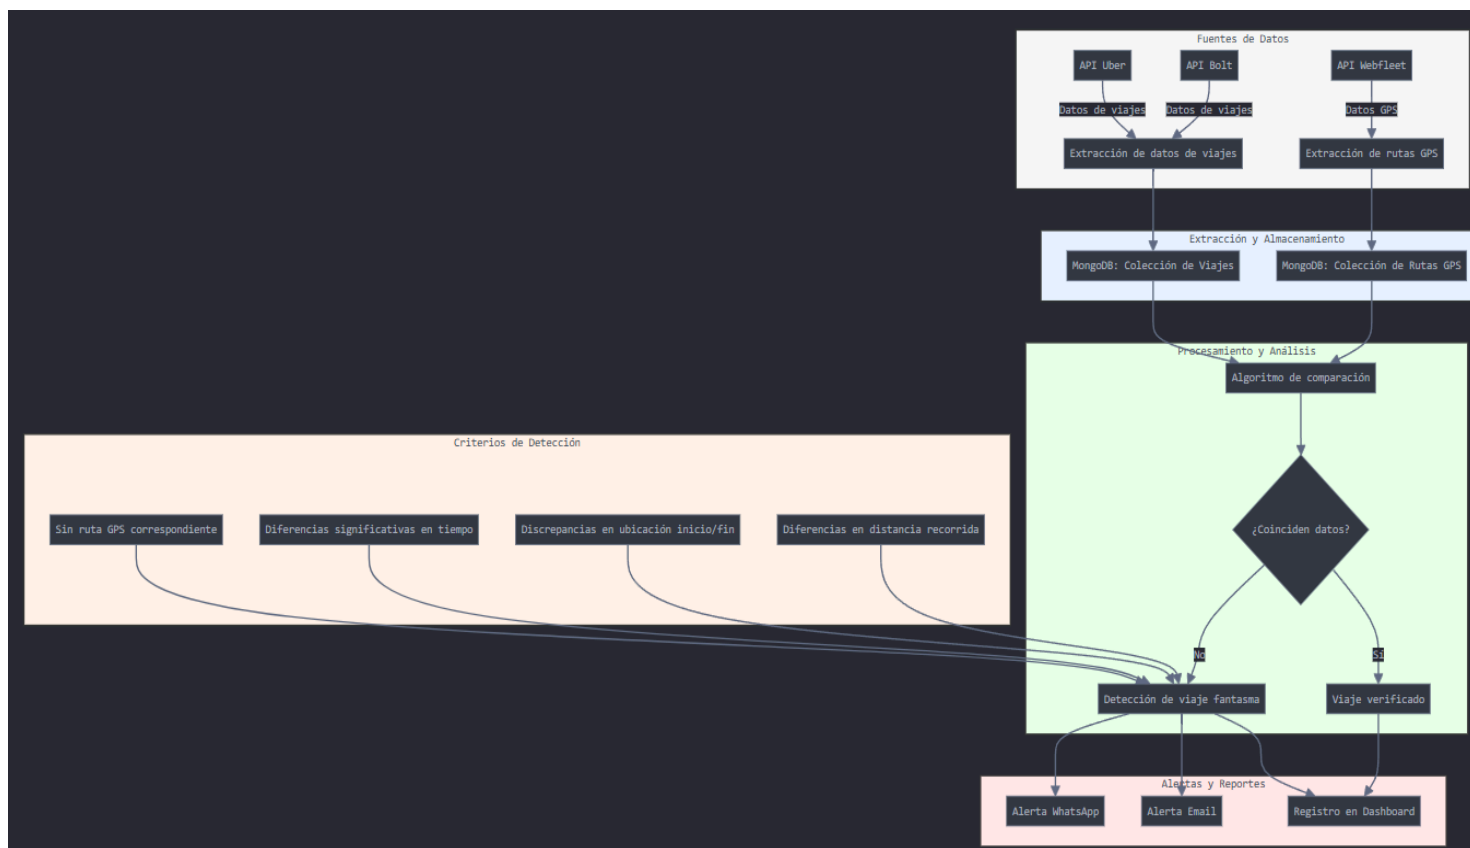 Fuentes de Datos
API Uber
API Bolt
API Webfleet
Datos de viajes
Datos de viajes
Datos GPS
Extracción de datos de viajes
Extracción de rutas GPS
Extracción y Almacenamiento
MongoDB: Colección de Viajes
MongoDB: Colección de Rutas GPS
Procesamiento y Análisis
Algoritmo de comparación
Criterios de Detección
Sin ruta GPS correspondiente
Diferencias significativas en tiempo
Discrepancias en ubicación inicio/fin
Diferencias en distancia recorrida
¿Coinciden datos?
No
Sí
Detección de viaje fantasma
Viaje verificado
Alertas y Reportes
Alerta WhatsApp
Alerta Email
Registro en Dashboard